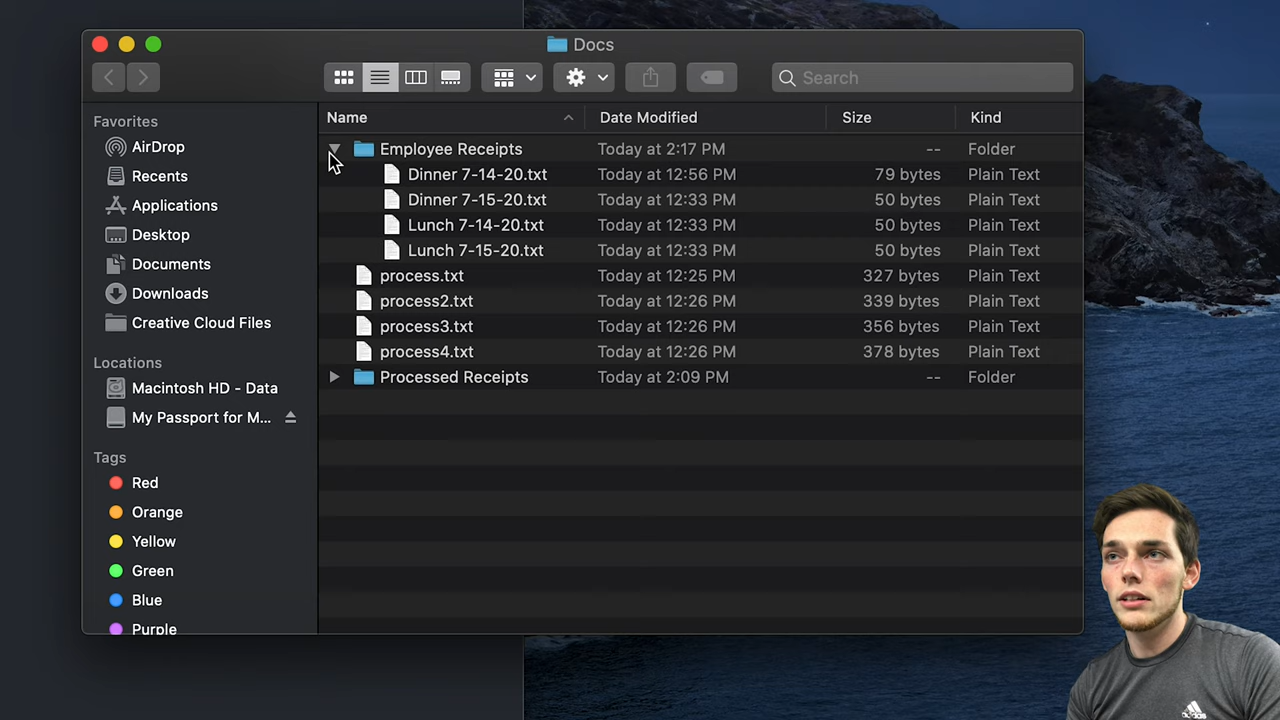 Docs
Search
Favorites
AirDrop
Recents
Applications
Desktop
Documents
Downloads
Creative Cloud Files
Locations
Macintosh HD - Data
My Passport for M...
Tags
Red
Orange
Yellow
Green
Blue
Purple
Name Date Modified Size Kind
Employee Receipts Today at 2:17 PM -- Folder
Dinner 7-14-20.txt Today at 12:56 PM 79 bytes Plain Text
Dinner 7-15-20.txt Today at 12:33 PM 50 bytes Plain Text
Lunch 7-14-20.txt Today at 12:33 PM 50 bytes Plain Text
Lunch 7-15-20.txt Today at 12:33 PM 50 bytes Plain Text
process.txt Today at 12:25 PM 327 bytes Plain Text
process2.txt Today at 12:26 PM 339 bytes Plain Text
process3.txt Today at 12:26 PM 356 bytes Plain Text
process4.txt Today at 12:26 PM 378 bytes Plain Text
Processed Receipts Today at 2:09 PM -- Folder
adidas